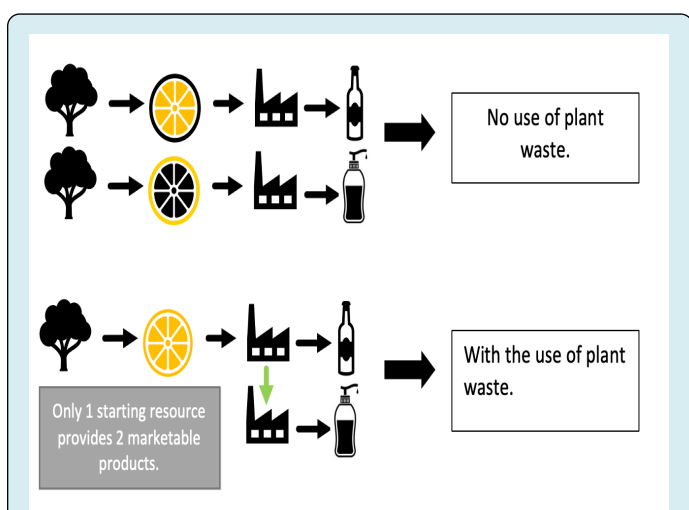 No use of plant
waste.
With the use of plant
waste.
Only 1 starting resource
provides 2 marketable
products.